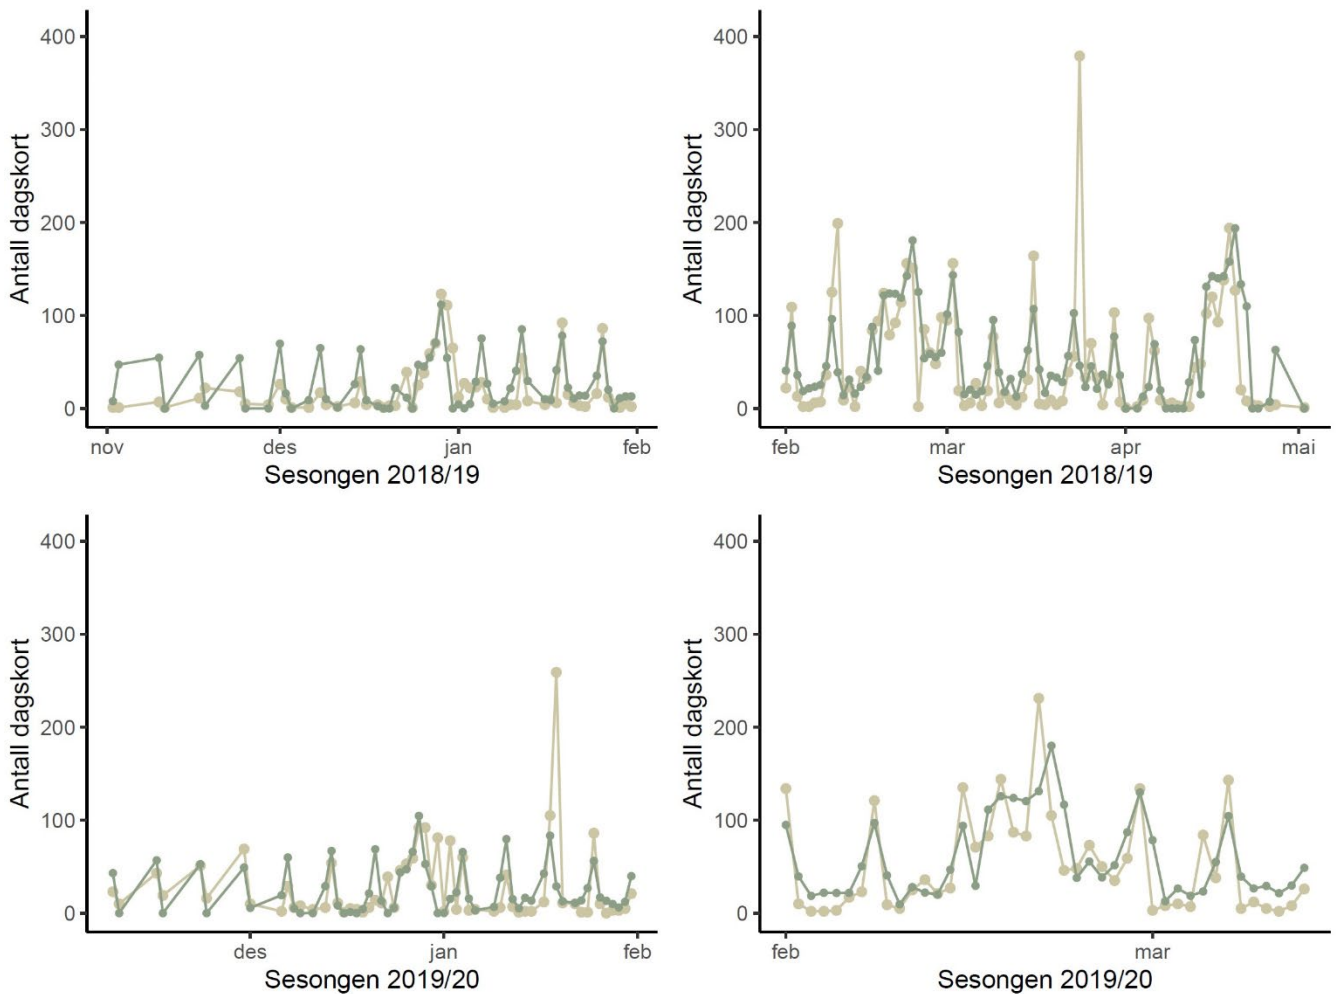 400
300
200
100
0
Antall dagskort
nov
des
jan
feb
Sesongen 2018/19
400
300
200
100
0
Antall dagskort
feb
mar
apr
mai
Sesongen 2018/19
400
300
200
100
0
Antall dagskort
des
jan
feb
Sesongen 2019/20
400
300
200
100
0
Antall dagskort
feb
mar
Sesongen 2019/20